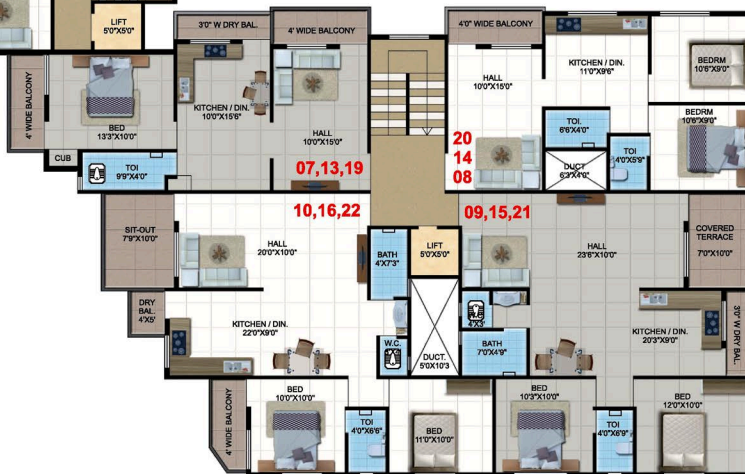 LIFT
5'0"X5'0"
3'0" W DRY BAL.
4' WIDE BALCONY
4'0" WIDE BALCONY
4' WIDE BALCONY
BED
13'3"X10'0"
KITCHEN / DIN.
10'0"X15'6"
HALL
10'0"X15'0"
HALL
10'0"X15'0"
KITCHEN / DIN.
11'0"X9'6"
BEDRM
10'6"X9'0"
BEDRM
10'6"X9'0"
CUB
TOI
9'9"X4'0"
TOI.
6'6"X4'0"
TOI
4'0"X5'9"
DUCT
6'3"X4'0"
07,13,19
20
14
08
10,16,22
09,15,21
SIT-OUT
7'9"X10'0"
HALL
20'0"X10'0"
BATH
4'X7'3"
LIFT
5'0"X5'0"
HALL
23'6"X10'0"
COVERED
TERRACE
7'0"X10'0"
DRY
BAL.
4'X5'
KITCHEN / DIN.
22'0"X9'0"
W.C.
DUCT.
5'0X10'3
4'X3'
BATH
7'0"X4'9"
KITCHEN / DIN.
20'3"X9'0"
3'0" W DRY BAL.
4' WIDE BALCONY
BED
10'0"X10'0"
TOI
4'0"X6'6"
BED
11'0"X10'0"
BED
10'3"X10'0"
TOI
4'0"X6'9"
BED
12'0"X10'0"